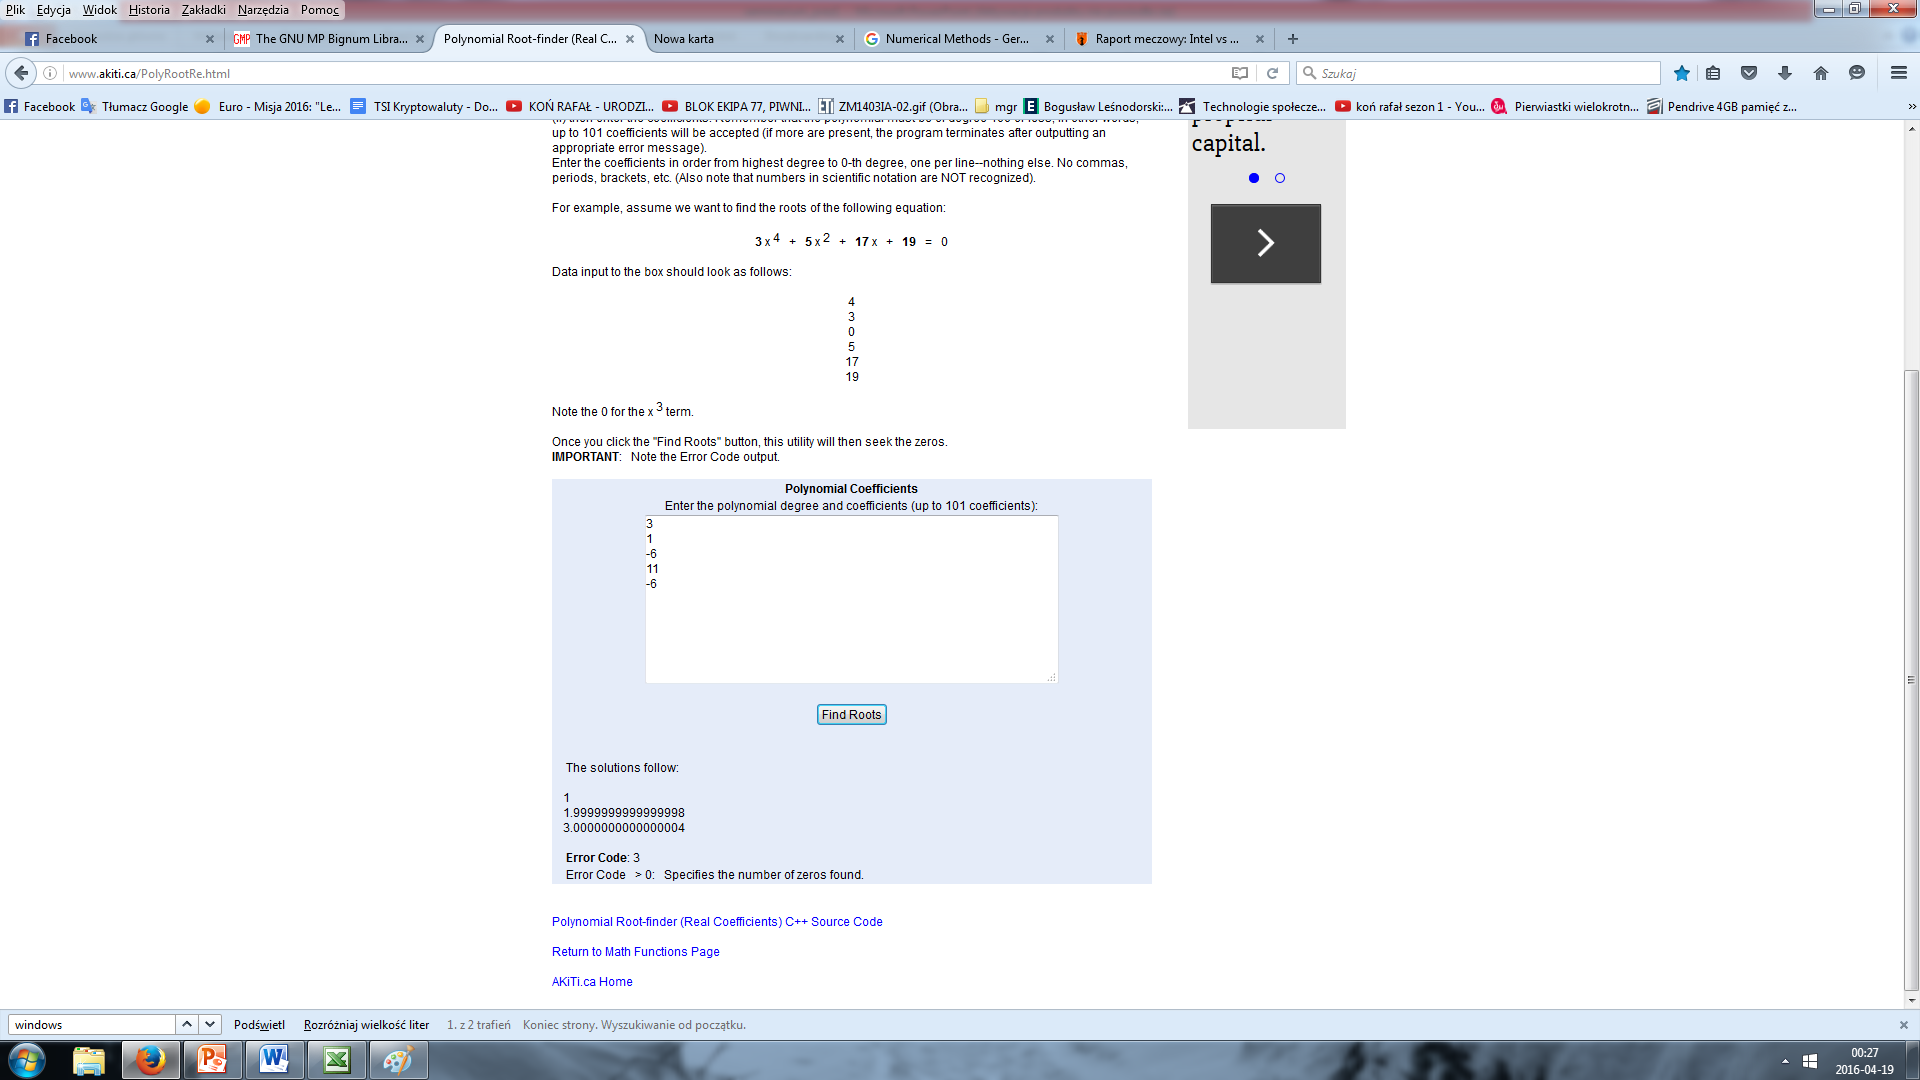 Plik Edycja Widok Historia Zakładki Narzędzia Pomoc
Facebook
The GNU MP Bignum Libra...
Polynomial Root-finder (Real C...
Nowa karta
Numerical Methods - Ger...
Raport meczowy: Intel vs ...
www.akiti.ca/PolyRootRe.html
Szukaj
Facebook
Tłumacz Google
Euro - Misja 2016: "Le...
TSI Kryptowaluty - Do...
KOŃ RAFAŁ - URODZI...
BLOK EKIPA 77, PIWNI...
ZM1403IA-02.gif (Obra...
mgr
Bogusław Leśnodorski:...
Technologie społecze...
koń rafał sezon 1 - You...
Pierwiastki wielokrotn...
Pendrive 4GB pamięć z...
up to 101 coefficients will be accepted (if more are present, the program terminates after outputting an
appropriate error message).
Enter the coefficients in order from highest degree to 0-th degree, one per line--nothing else. No commas,
periods, brackets, etc. (Also note that numbers in scientific notation are NOT recognized).
For example, assume we want to find the roots of the following equation:
3 x 4 + 5 x 2 + 17 x + 19 = 0
Data input to the box should look as follows:
4
3
0
5
17
19
Note the 0 for the x 3 term.
Once you click the "Find Roots" button, this utility will then seek the zeros.
IMPORTANT: Note the Error Code output.
Polynomial Coefficients
Enter the polynomial degree and coefficients (up to 101 coefficients):
3
1
-6
11
-6
Find Roots
The solutions follow:
1
1.9999999999999998
3.0000000000000004
Error Code: 3
Error Code > 0: Specifies the number of zeros found.
Polynomial Root-finder (Real Coefficients) C++ Source Code
Return to Math Functions Page
AKiTi.ca Home
capital.
windows
Podświetl
Rozróżniaj wielkość liter
1. z 2 trafień
Koniec strony. Wyszukiwanie od początku.
00:27
2016-04-19